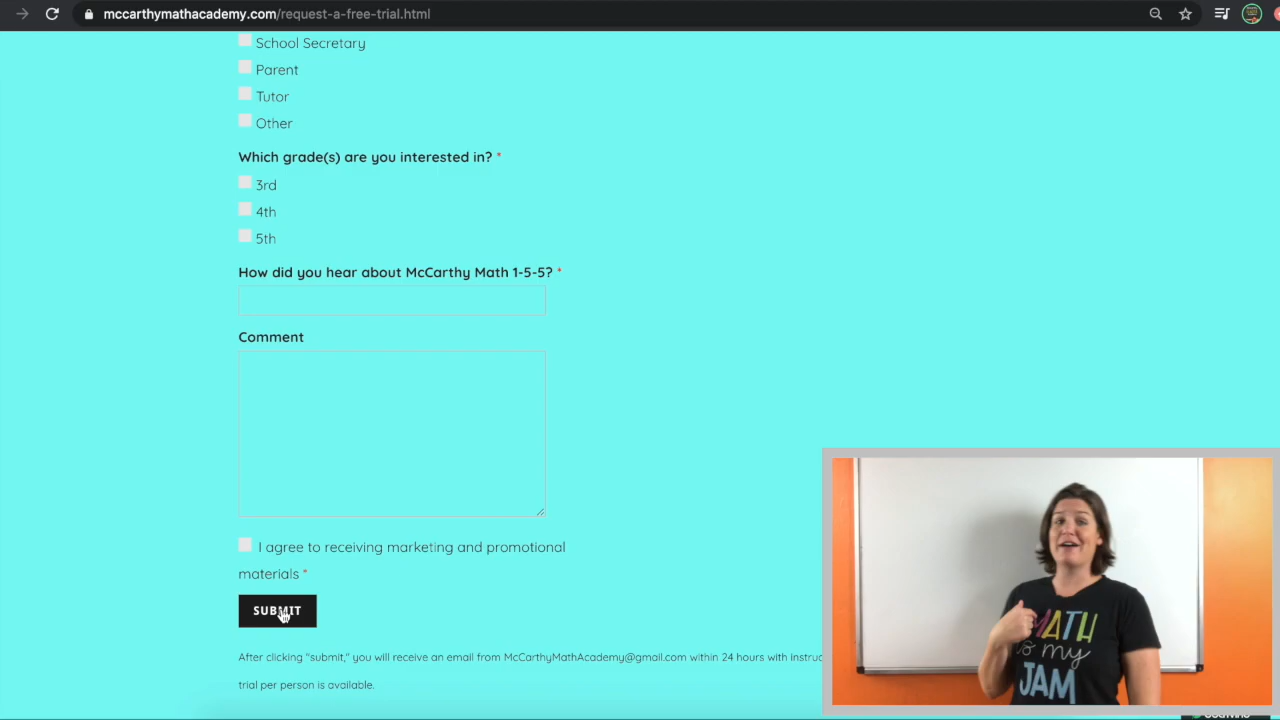 mccarthymathacademy.com/request-a-free-trial.html
School Secretary
Parent
Tutor
Other
Which grade(s) are you interested in? *
3rd
4th
5th
How did you hear about McCarthy Math 1-5-5? *
Comment
I agree to receiving marketing and promotional
materials *
SUBMIT
After clicking "submit," you will receive an email from McCarthyMathAcademy@gmail.com within 24 hours with instruc
trial per person is available.
MATH
is my
JAM